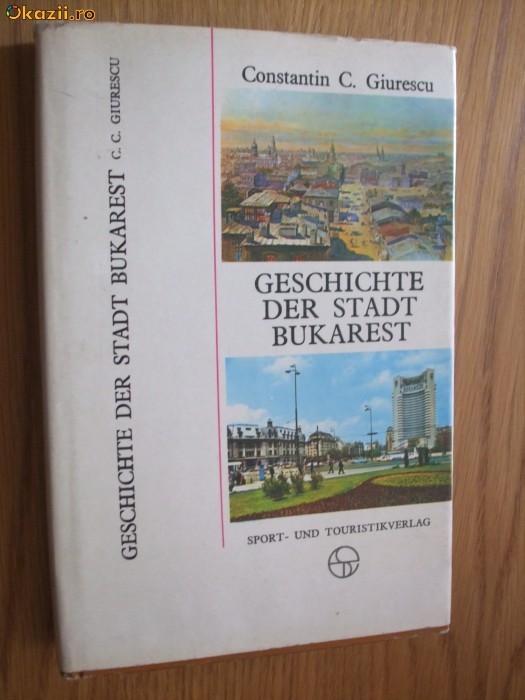 Okazii.ro
GESCHICHTE DER STADT BUKAREST C. C. GIURESCU
Constantin C. Giurescu
GESCHICHTE
DER STADT
BUKAREST
SPORT- UND TOURISTIKVERLAG